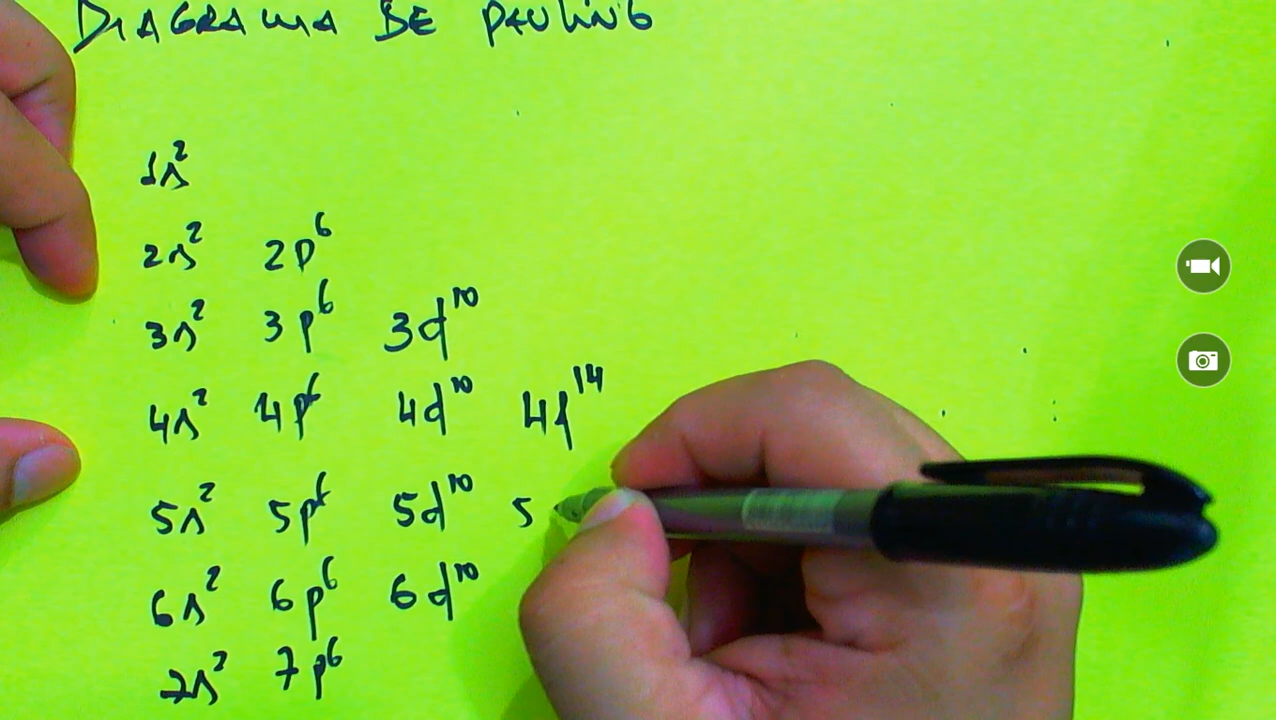 DIAGRAMA DE PAULING
1s²
2s² 2p⁶
3s² 3p⁶ 3d¹⁰
4s² 4p⁶ 4d¹⁰ 4f¹⁴
5s² 5p⁶ 5d¹⁰ 5
6s² 6p⁶ 6d¹⁰
7s² 7p⁶